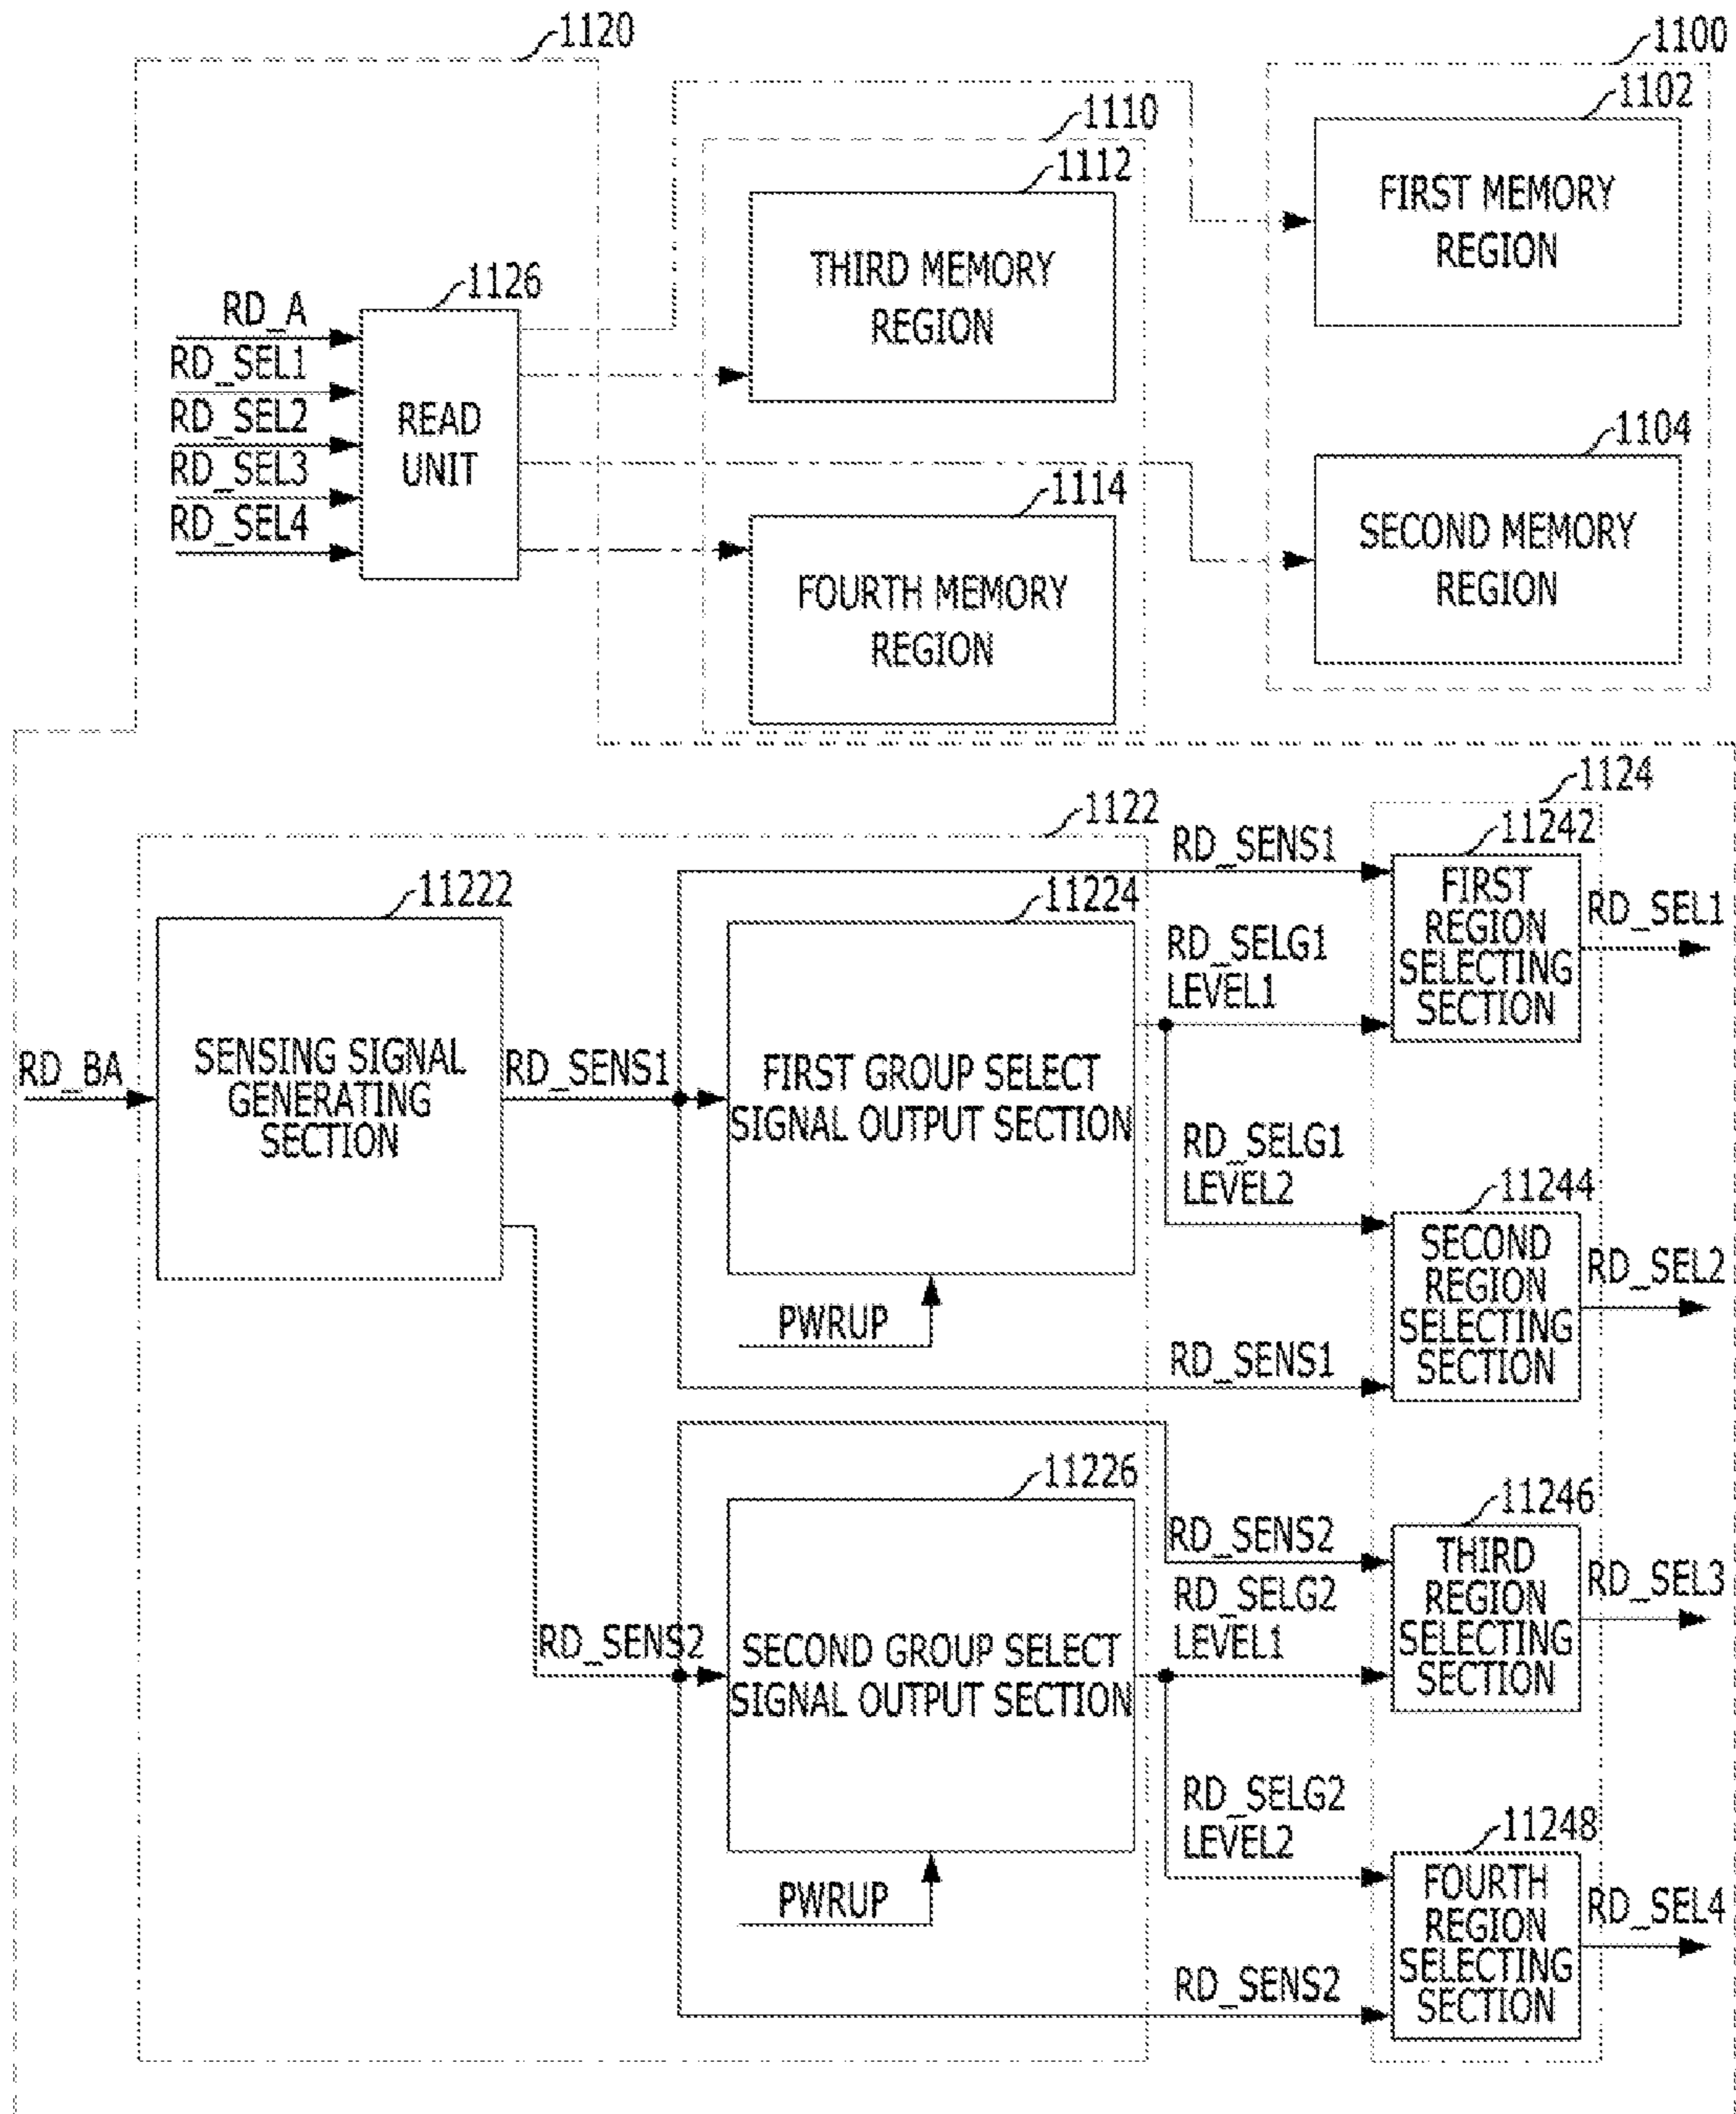 1120
1100
1102
FIRST MEMORY
REGION
1110
1112
THIRD MEMORY
REGION
1126
RD_A
RD_SEL1
RD_SEL2
RD_SEL3
RD_SEL4
READ
UNIT
1104
SECOND MEMORY
REGION
1114
FOURTH MEMORY
REGION
1124
1122
11242
RD_SENS1
FIRST
REGION
SELECTING
SECTION
RD_SEL1
11222
11224
RD_SELG1
LEVEL1
RD_BA
SENSING SIGNAL
GENERATING
SECTION
RD_SENS1
FIRST GROUP SELECT
SIGNAL OUTPUT SECTION
RD_SELG1
LEVEL2
11244
SECOND
REGION
SELECTING
SECTION
RD_SEL2
PWRUP
RD_SENS1
11226
11246
RD_SENS2
THIRD
REGION
SELECTING
SECTION
RD_SEL3
RD_SELG2
LEVEL1
RD_SENS2
SECOND GROUP SELECT
SIGNAL OUTPUT SECTION
RD_SELG2
LEVEL2
11248
FOURTH
REGION
SELECTING
SECTION
RD_SEL4
PWRUP
RD_SENS2